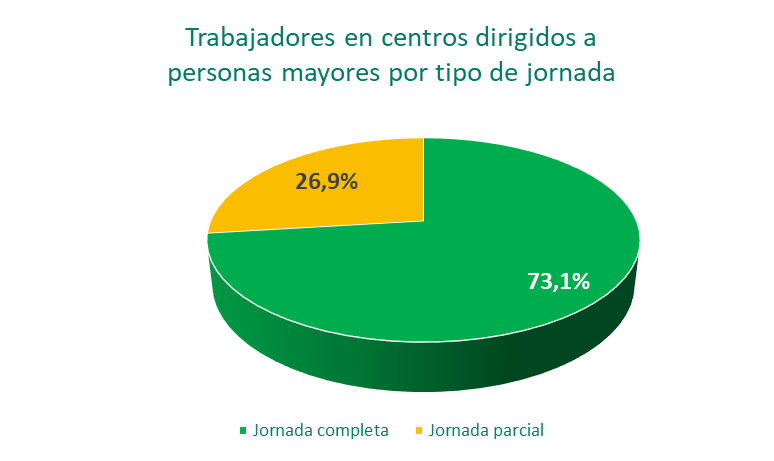 Trabajadores en centros dirigidos a
personas mayores por tipo de jornada
26,9%
73,1%
Jornada completa
Jornada parcial